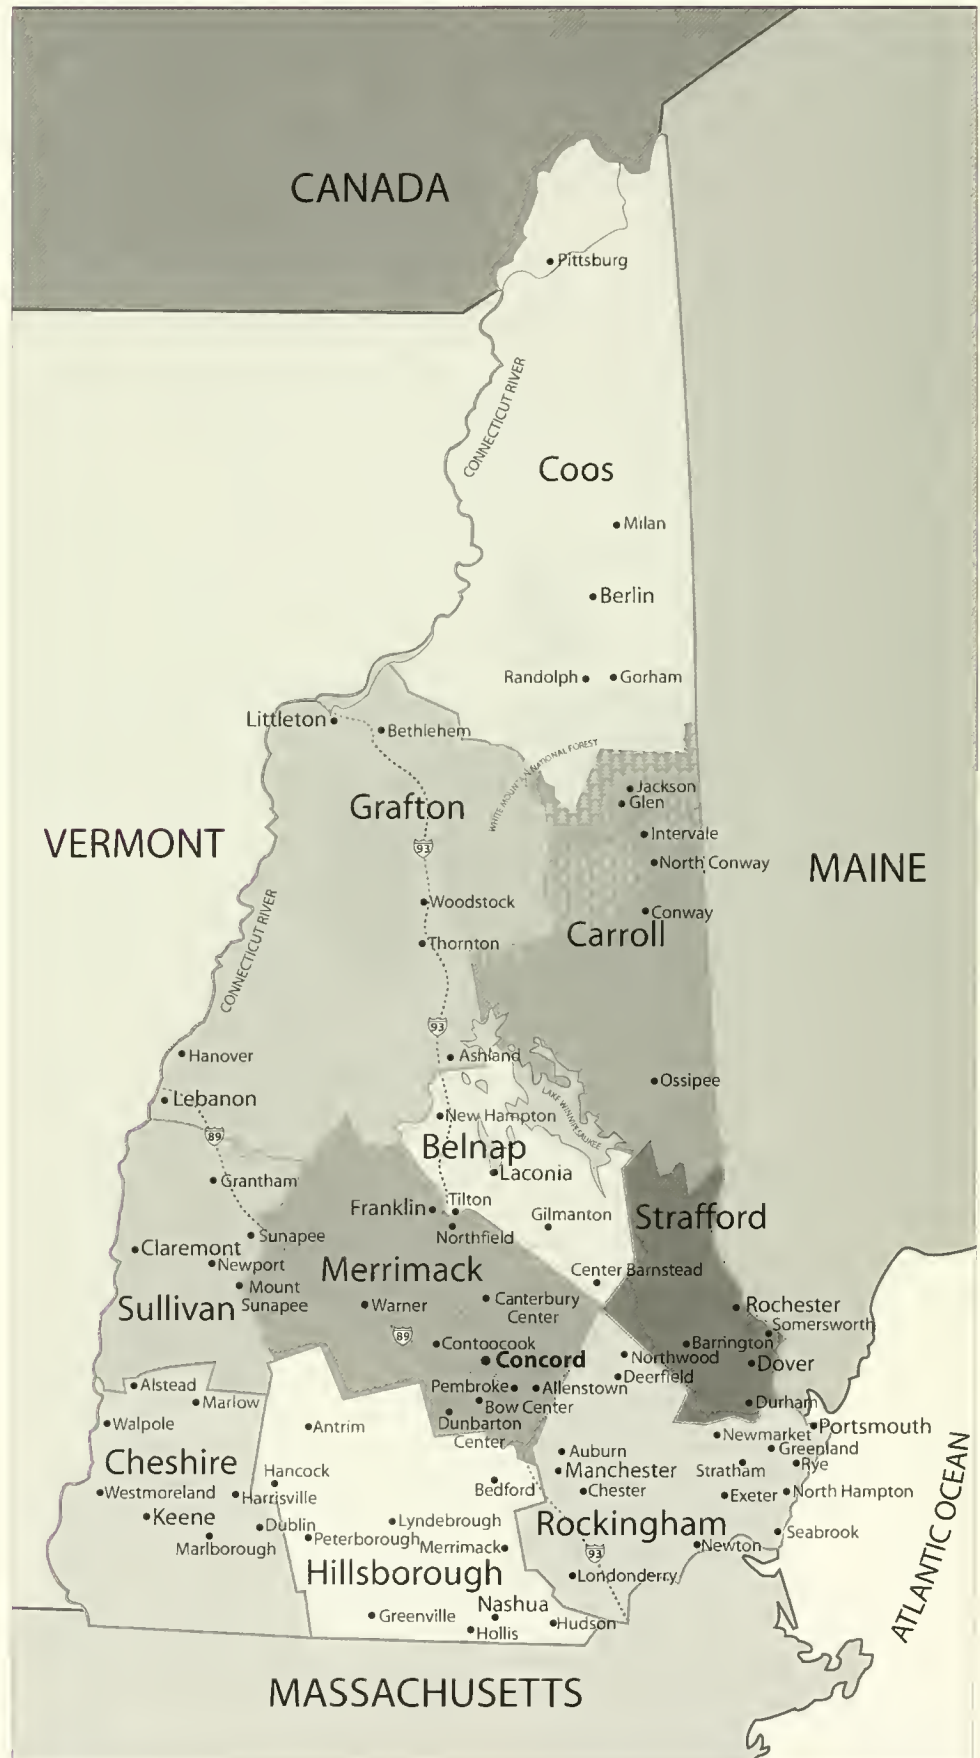 CANADA
Pittsburg
CONNECTICUT RIVER
Coos
Milan
Berlin
Randolph
Gorham
Littleton
Bethlehem
WHITE MOUNTAIN NATIONAL FOREST
Jackson
Glen
Grafton
Intervale
VERMONT
93
North Conway
MAINE
Woodstock
Conway
Carroll
Thornton
CONNECTICUT RIVER
93
Hanover
Ashland
Ossipee
Lebanon
LAKE WINNIPESAUKEE
New Hampton
89
Belnap
Laconia
Grantham
Franklin
Tilton
Gilmanton
Strafford
Northfield
Sunapee
Claremont
Newport
Merrimack
Center Barnstead
Mount
Sunapee
Sullivan
Warner
Canterbury
Center
Rochester
Somersworth
89
Contoocook
Barrington
Concord
Northwood
Dover
Deerfield
Alstead
Pembroke
Allenstown
Marlow
Bow Center
Durham
Walpole
Antrim
Dunbarton
Center
Portsmouth
Newmarket
Greenland
Cheshire
Auburn
Rye
Hancock
Manchester
Stratham
Westmoreland
Harrisville
Bedford
Chester
Exeter
North Hampton
Keene
Dublin
Lyndebrough
Rockingham
Seabrook
Marlborough
Peterborough
Merrimack
Newton
93
Hillsborough
Londonderry
ATLANTIC OCEAN
Nashua
Greenville
Hudson
Hollis
MASSACHUSETTS